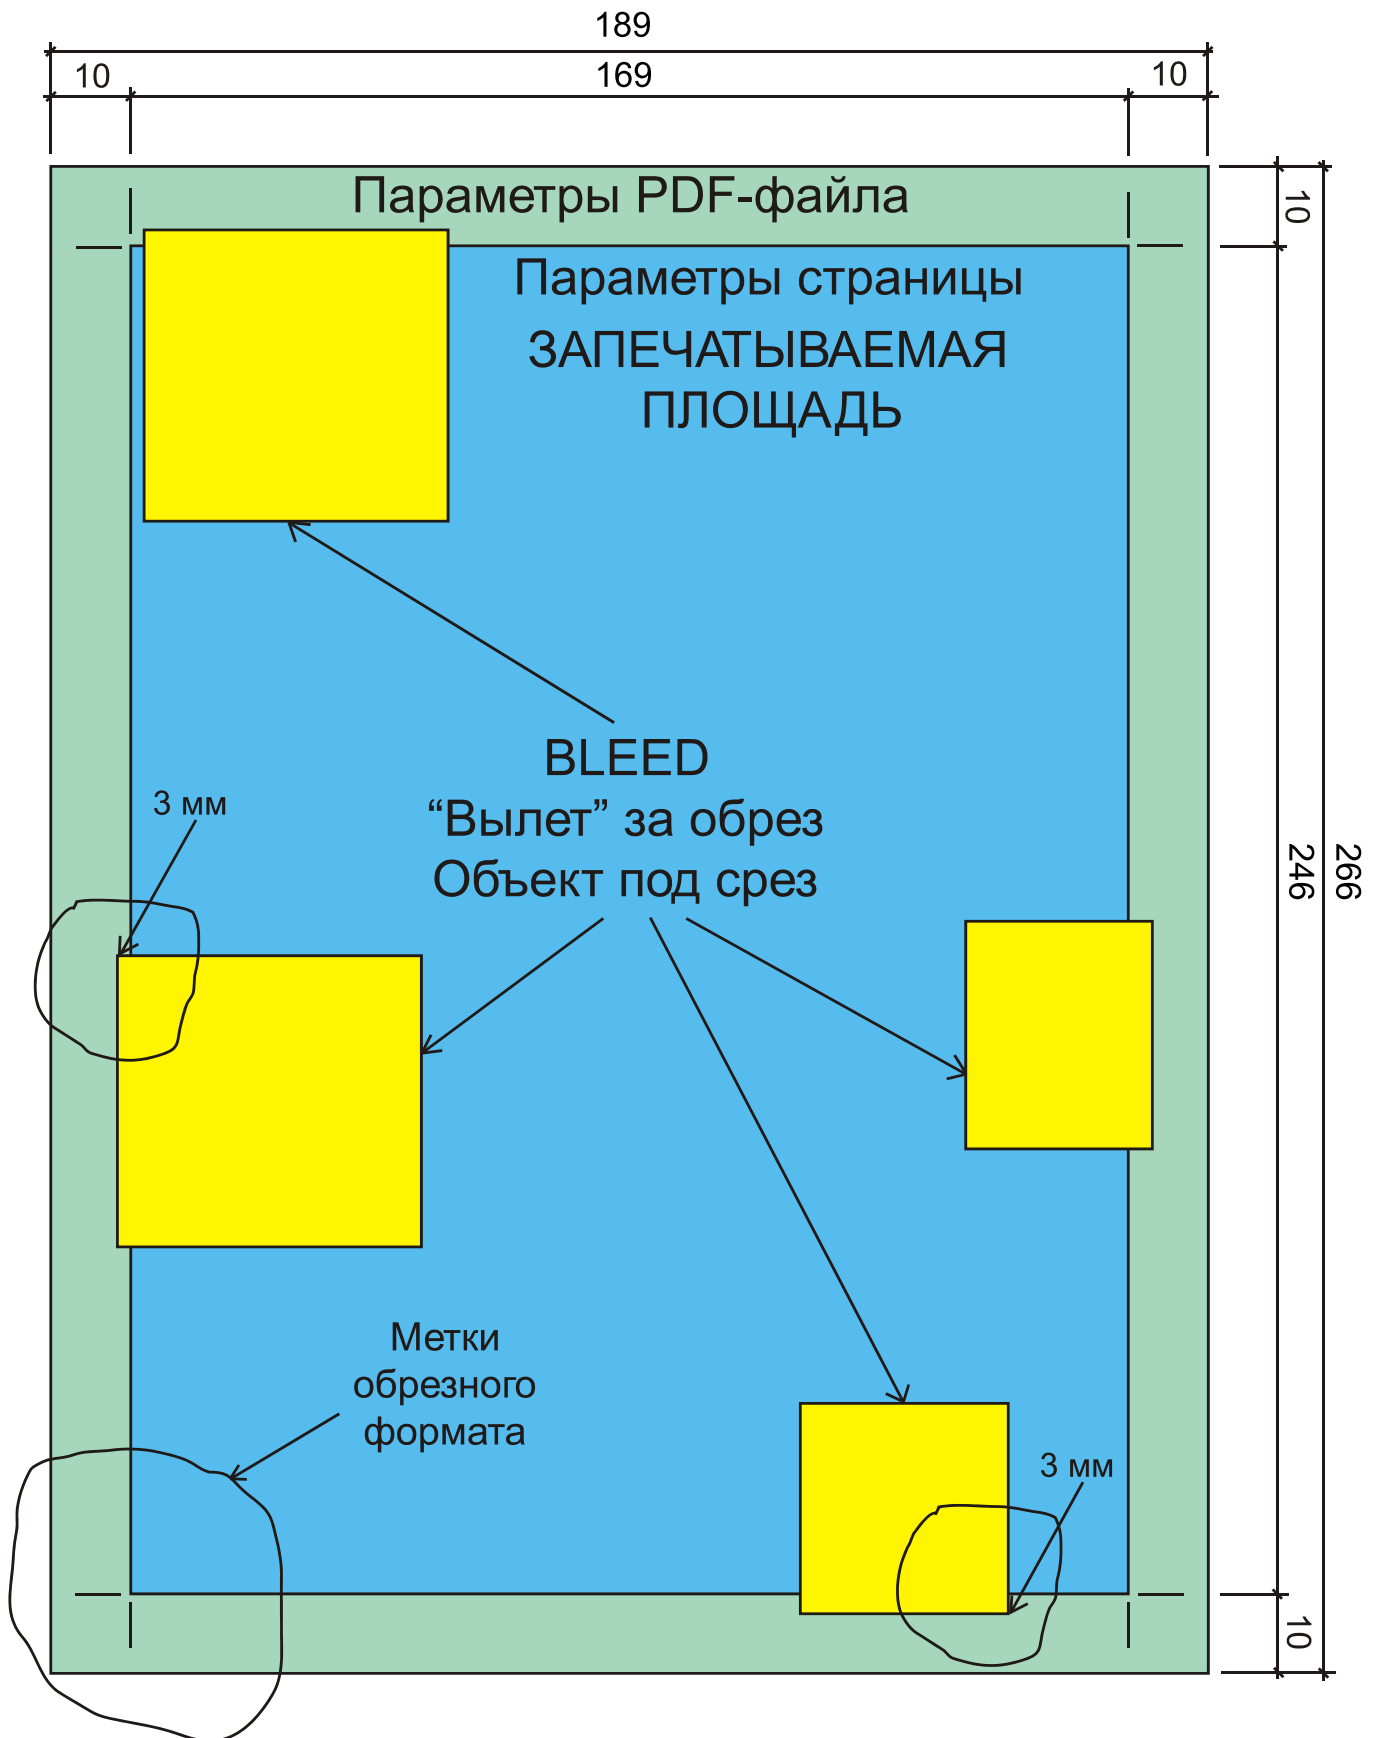 189
10
169
10
Параметры PDF-файла
10
Параметры страницы
ЗАПЕЧАТЫВАЕМАЯ
ПЛОЩАДЬ
BLEED
“Вылет” за обрез
Объект под срез
3 мм
246
266
Метки
обрезного
формата
3 мм
10